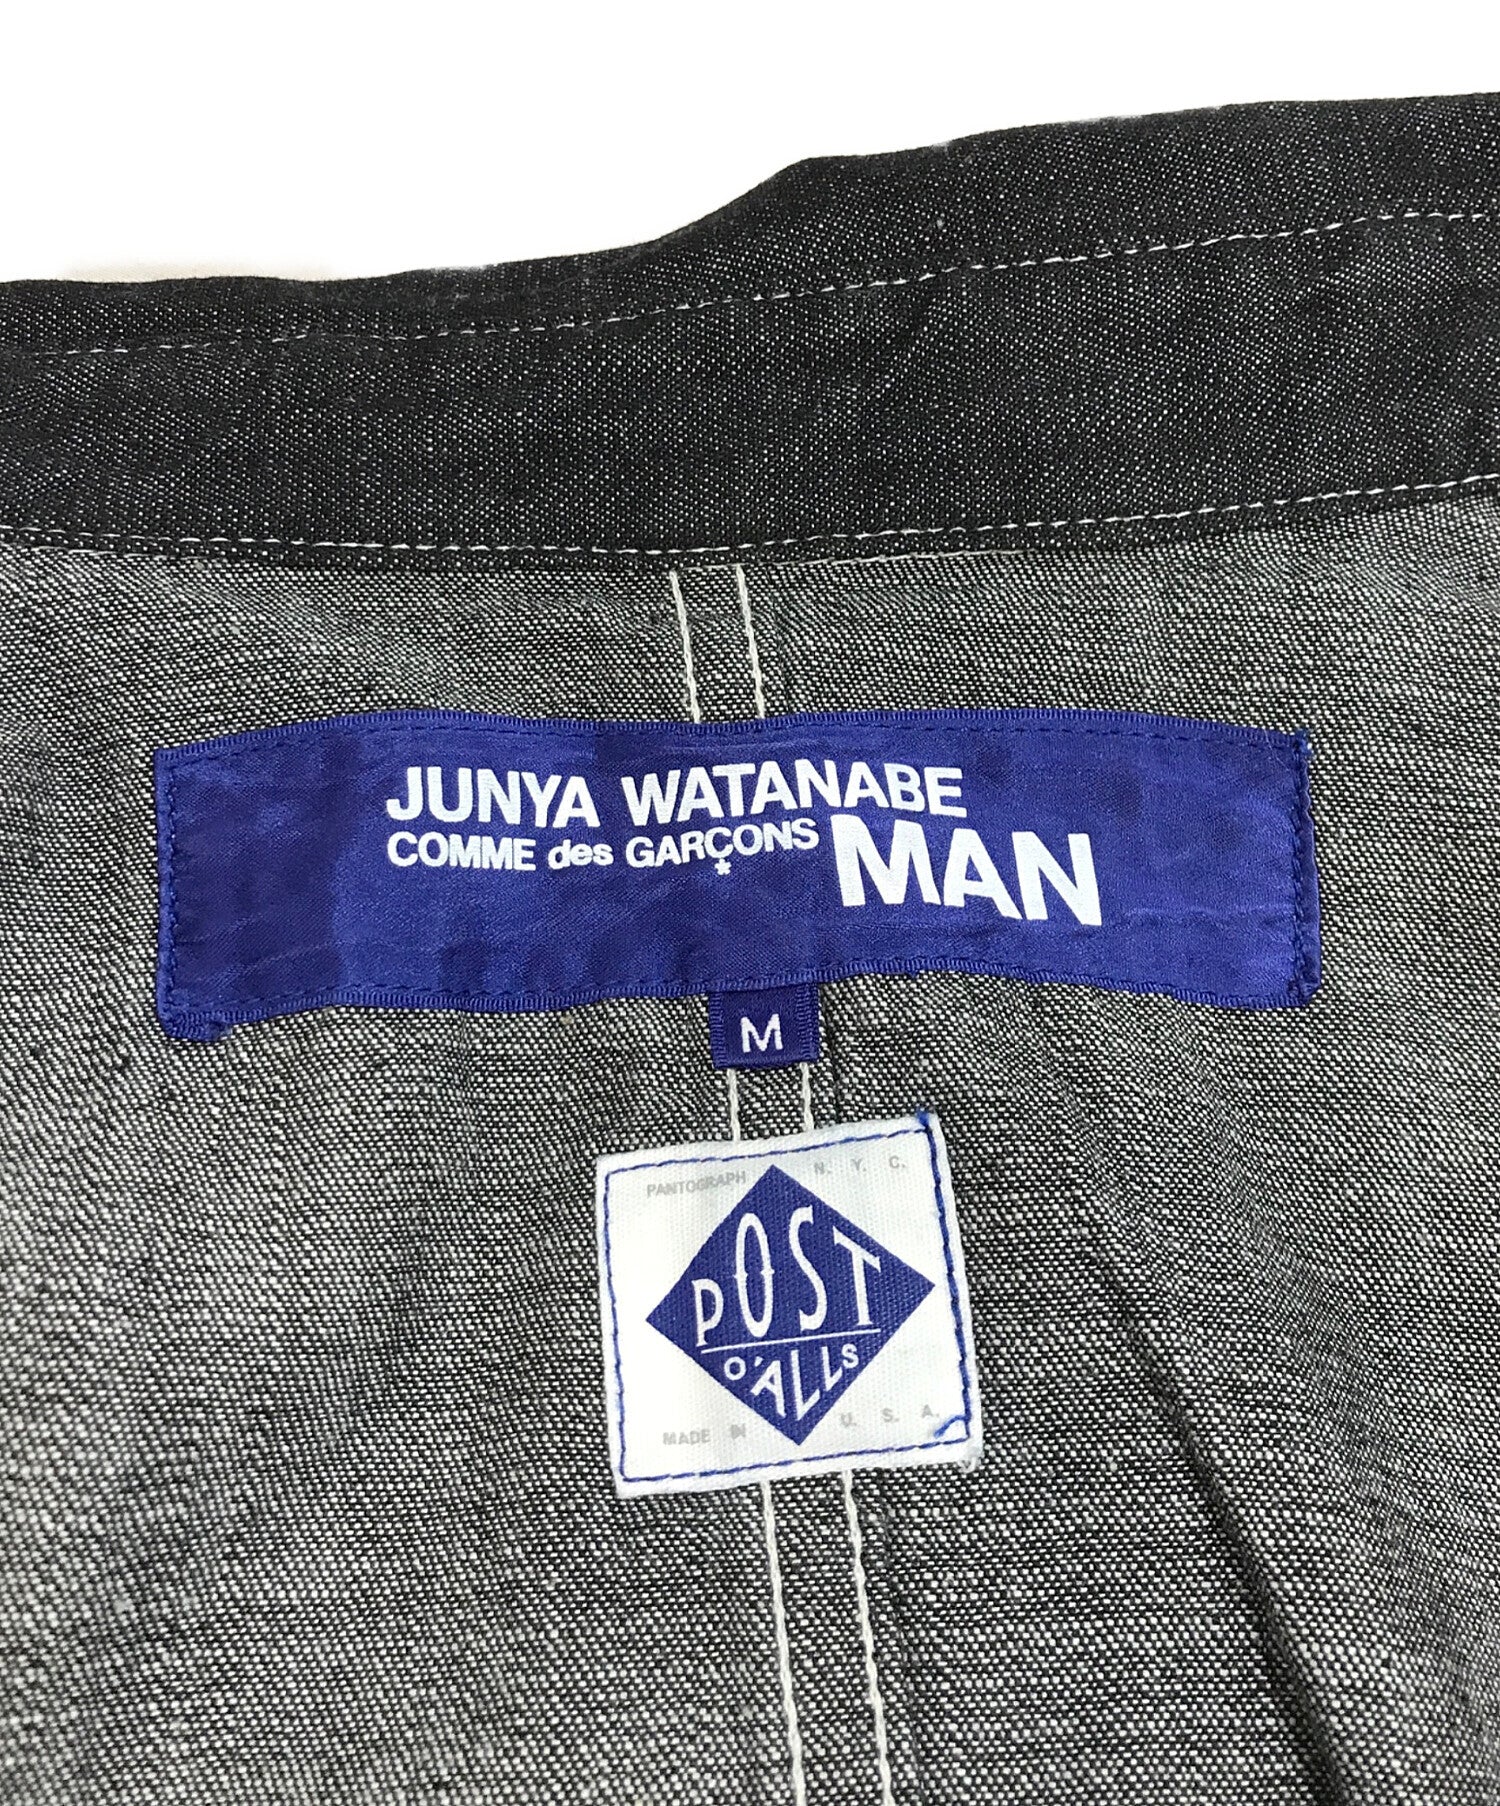 JUNYA WATANABE
COMME des GARÇONS MAN
M
PANTOGRAPH N. Y. C.
POST
O'ALLS
MADE IN U. S. A.